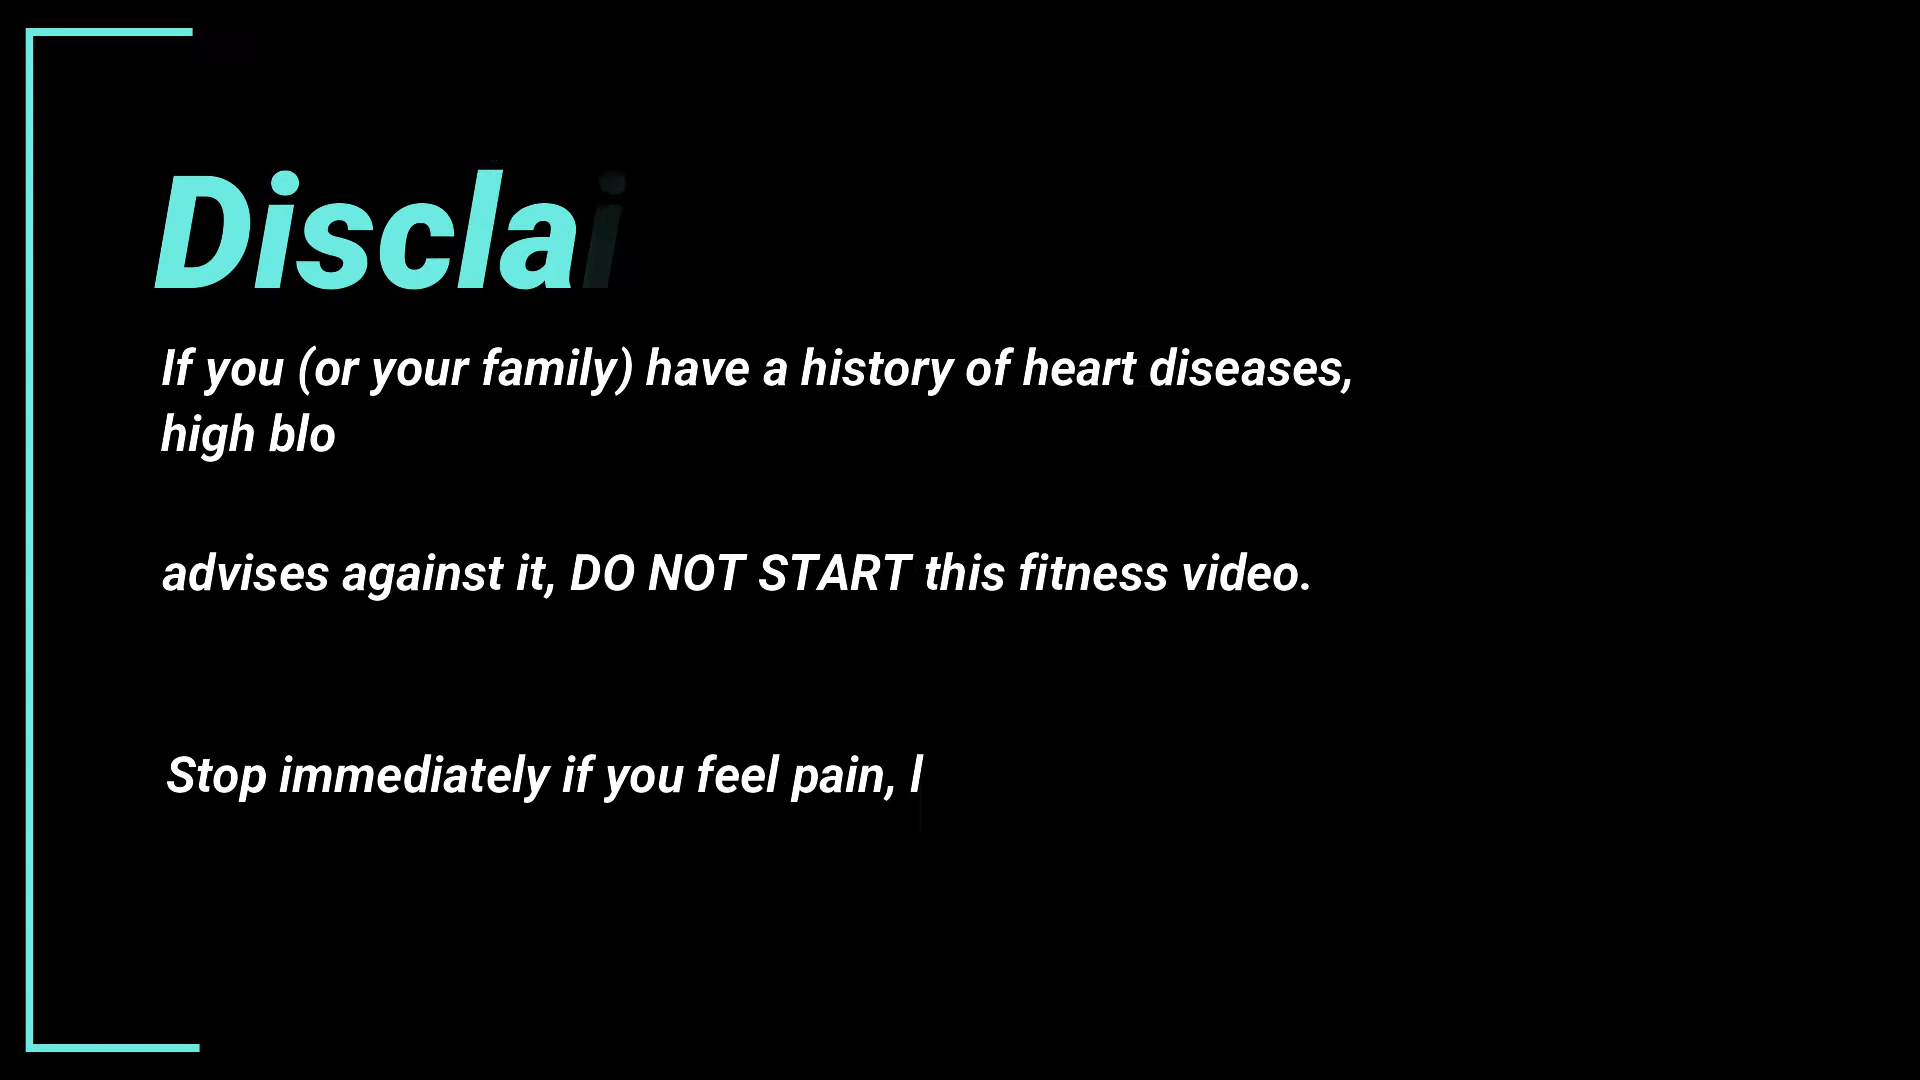 Disclai
If you (or your family) have a history of heart diseases,
high blo
advises against it, DO NOT START this fitness video.
Stop immediately if you feel pain, l